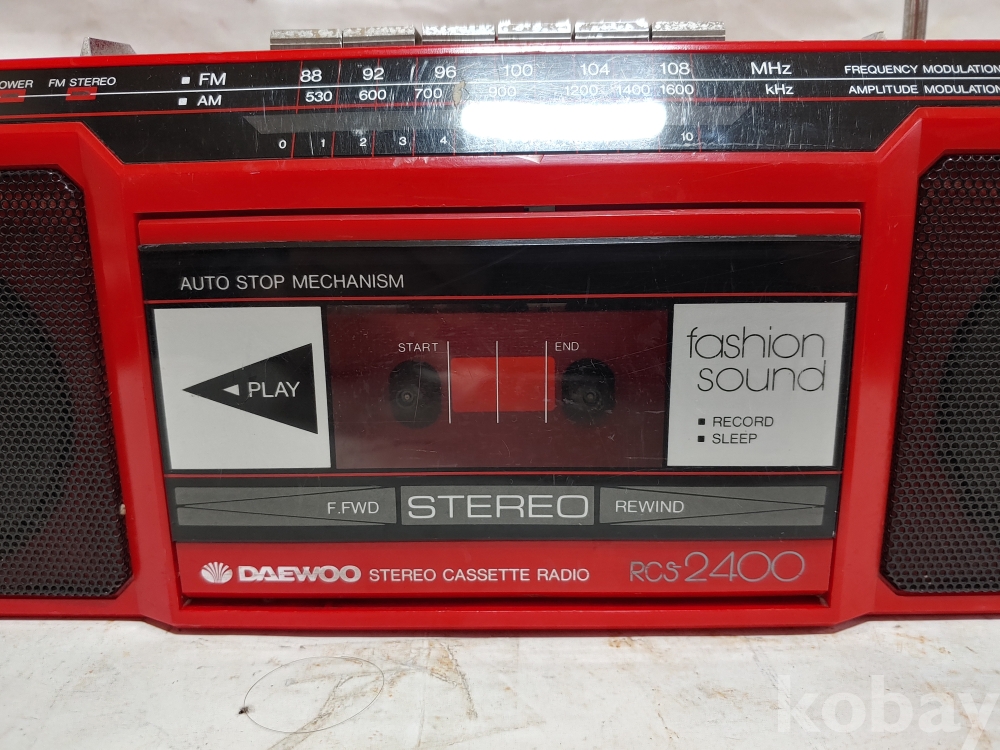 OWER FM STEREO
FM 88 92 96 100 104 108 MHz FREQUENCY MODULATION
AM 530 600 700 900 1200 1400 1600 kHz AMPLITUDE MODULATION
0 1 2 3 4 10
AUTO STOP MECHANISM
PLAY
START END
fashion
sound
RECORD
SLEEP
F.FWD STEREO REWIND
DAEWOO STEREO CASSETTE RADIO RCS-2400
kobay